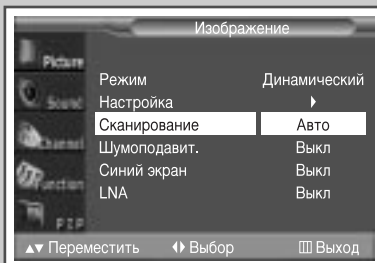 Изображение
Picture
Режим Динамический
Sound
Настройка
Сканирование Авто
Channel
Шумоподавит. Выкл
Синий экран Выкл
Function
LNA Выкл
PIP
Переместить Выбор Выход